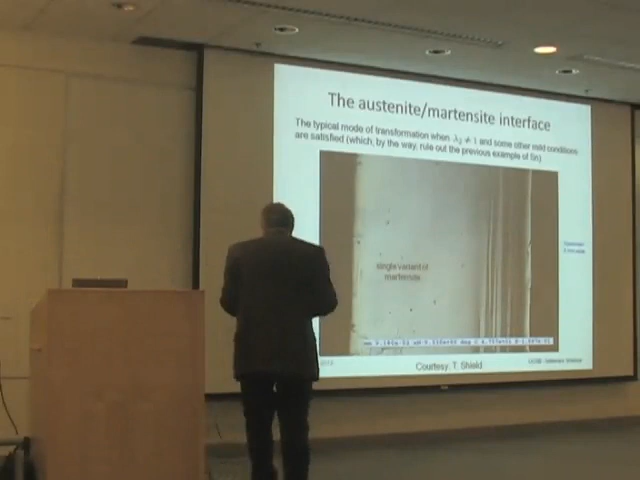 The austenite/martensite interface
The typical mode of transformation when λ₂ ≠ 1 and some other mild conditions
are satisfied (which, by the way, rule out the previous example of Sn)
single variant of
martensite
Courtesy: T. Shield